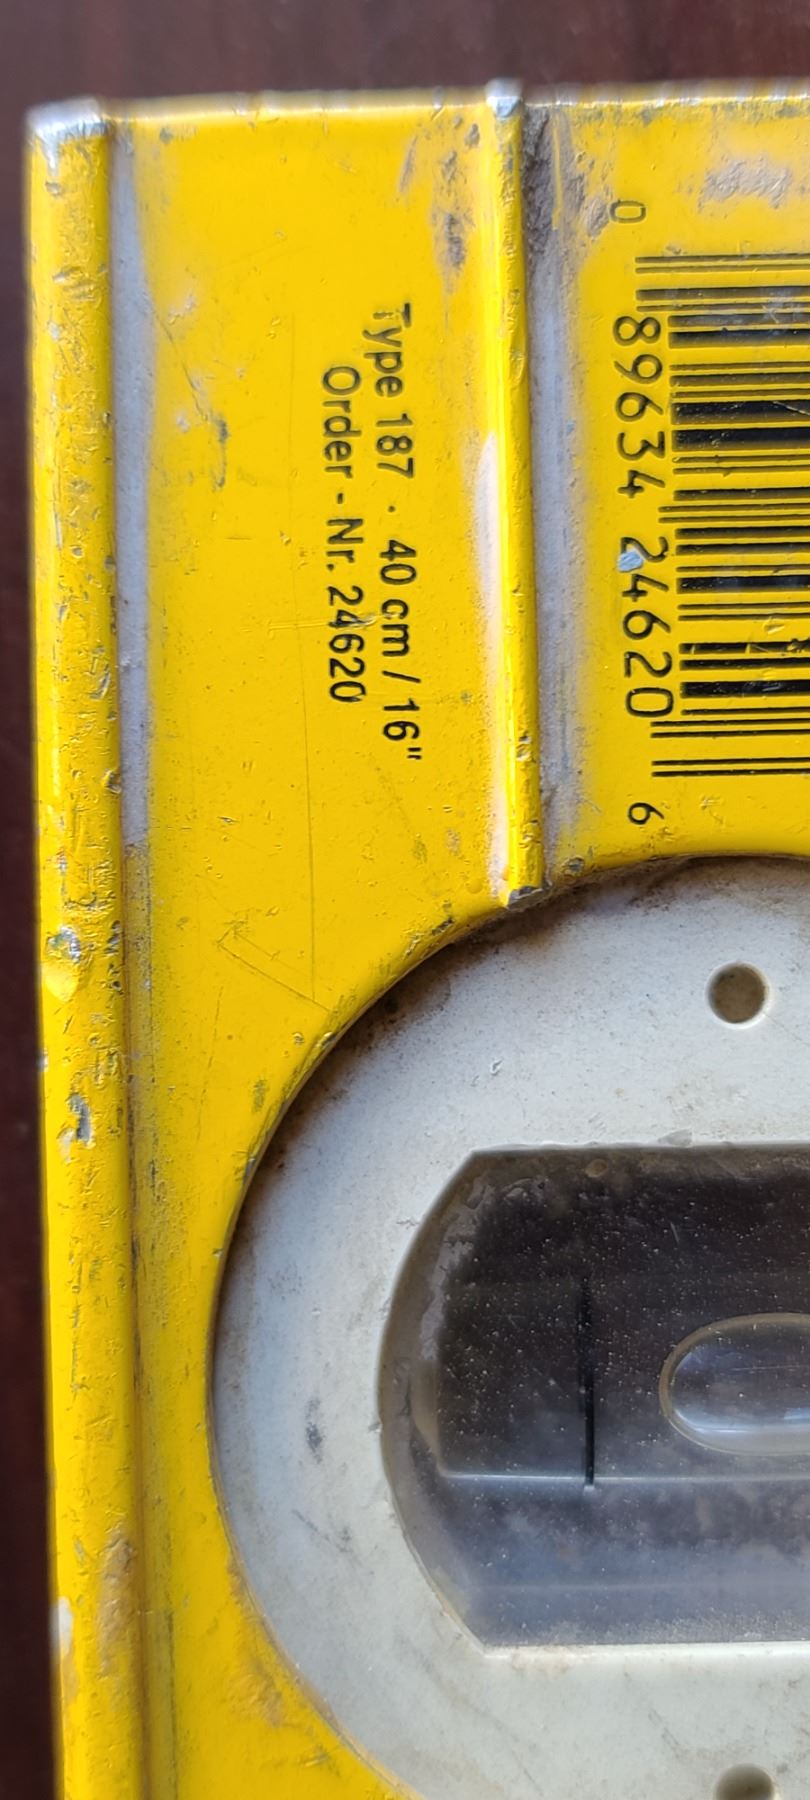 Type 187 · 40 cm / 16"
Order - Nr. 24620
0 89634 24620 6